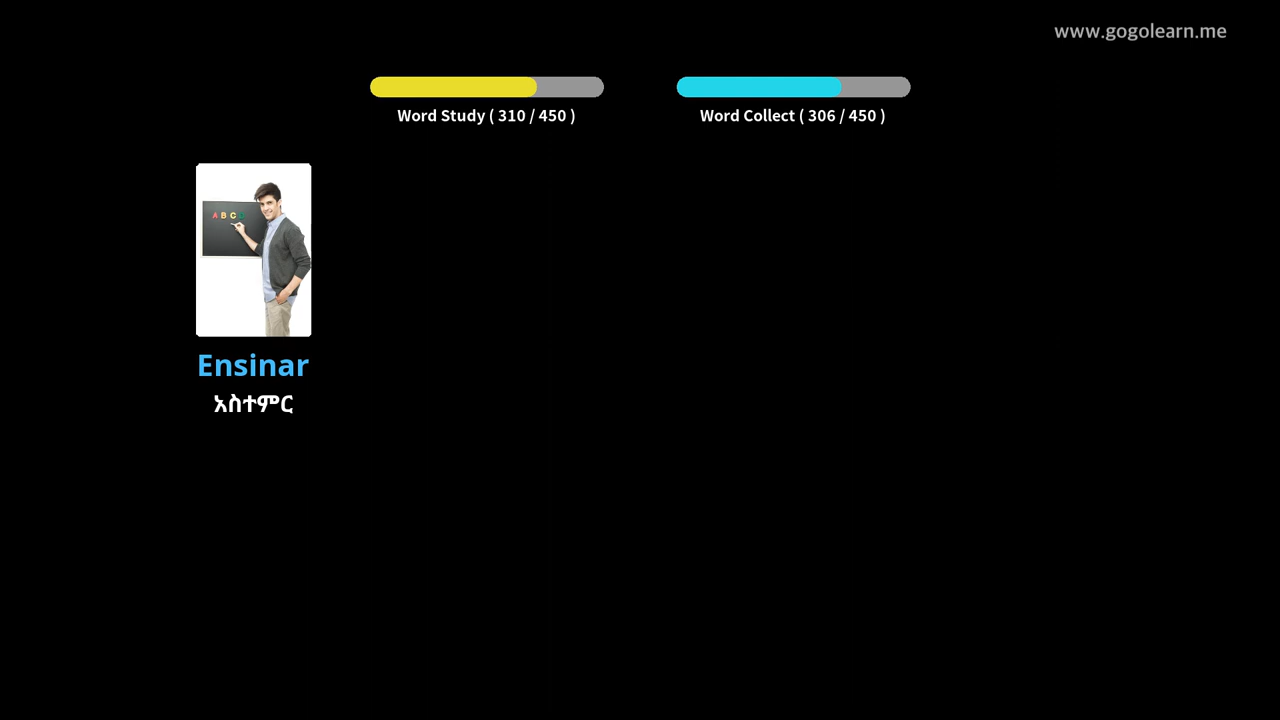 www.gogolearn.me
Word Study ( 310 / 450 )
Word Collect ( 306 / 450 )
A B C D
Ensinar
አስተምር